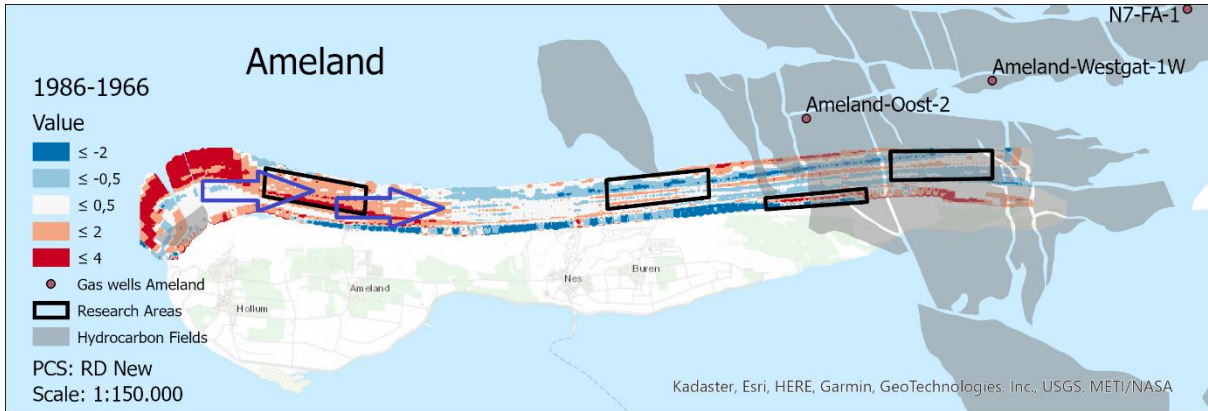 Ameland
1986-1966
Value
≤ -2
≤ -0,5
≤ 0,5
≤ 2
≤ 4
Gas wells Ameland
Research Areas
Hydrocarbon Fields
PCS: RD New
Scale: 1:150.000
N7-FA-1
Ameland-Westgat-1W
Ameland-Oost-2
Hollum
Ameland
Nes
Buren
Kadaster, Esri, HERE, Garmin, GeoTechnologies, Inc., USGS, METI/NASA